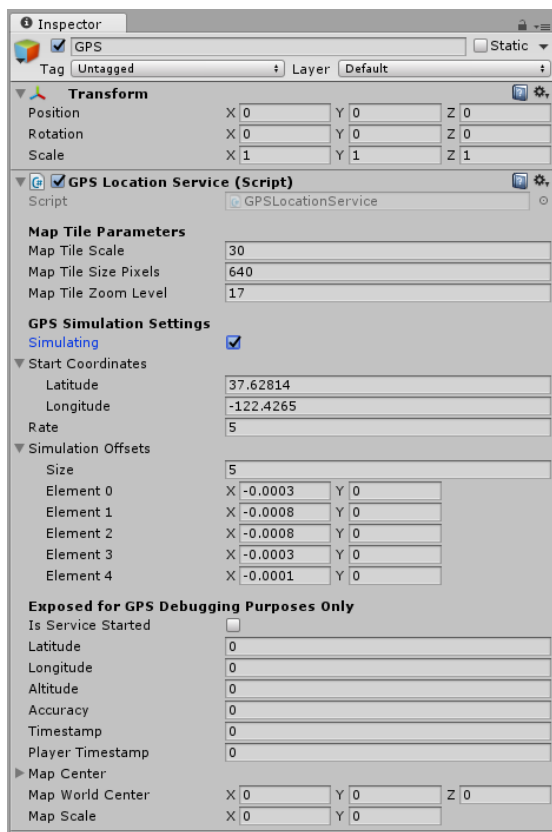 Inspector
GPS Static
Tag Untagged Layer Default
Transform
Position X 0 Y 0 Z 0
Rotation X 0 Y 0 Z 0
Scale X 1 Y 1 Z 1
GPS Location Service (Script)
Script GPSLocationService
Map Tile Parameters
Map Tile Scale 30
Map Tile Size Pixels 640
Map Tile Zoom Level 17
GPS Simulation Settings
Simulating
Start Coordinates
Latitude 37.62814
Longitude -122.4265
Rate 5
Simulation Offsets
Size 5
Element 0 X -0.0003 Y 0
Element 1 X -0.0008 Y 0
Element 2 X -0.0008 Y 0
Element 3 X -0.0003 Y 0
Element 4 X -0.0001 Y 0
Exposed for GPS Debugging Purposes Only
Is Service Started
Latitude 0
Longitude 0
Altitude 0
Accuracy 0
Timestamp 0
Player Timestamp 0
Map Center
Map World Center X 0 Y 0 Z 0
Map Scale X 0 Y 0